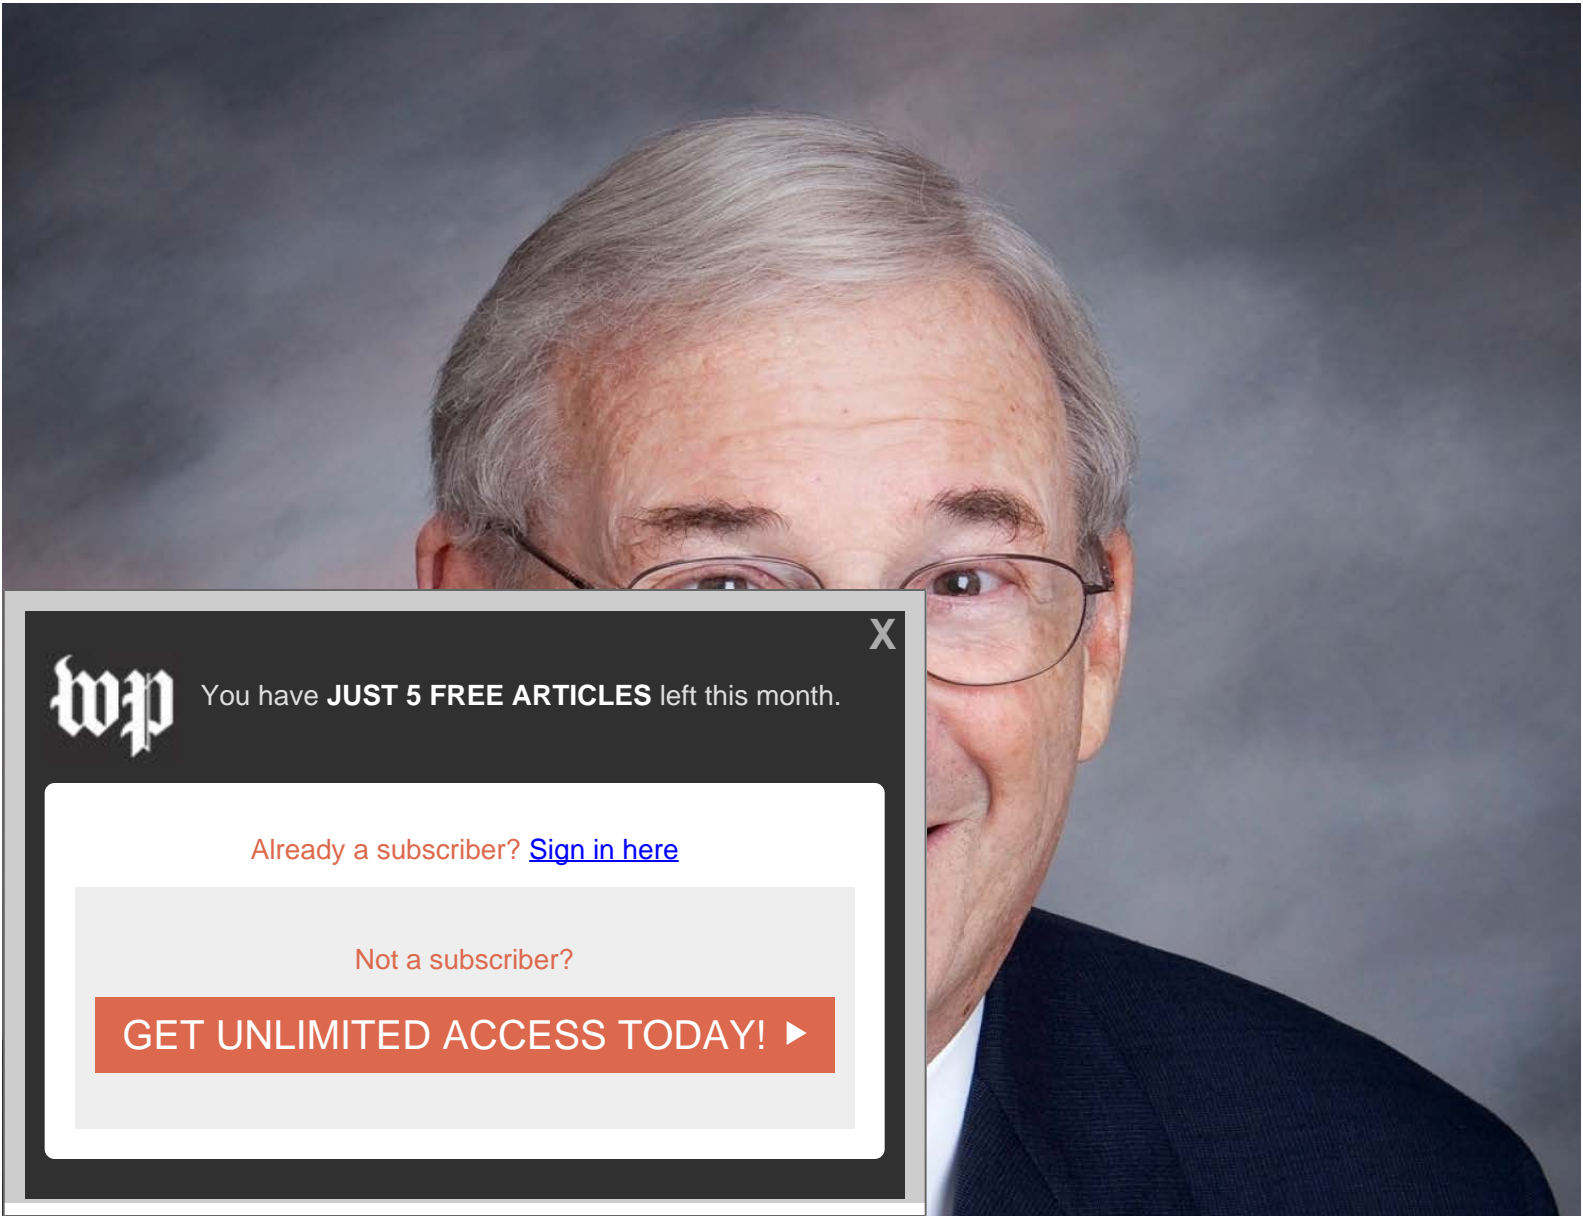 X
wp
You have JUST 5 FREE ARTICLES left this month.
Already a subscriber? Sign in here
Not a subscriber?
GET UNLIMITED ACCESS TODAY!